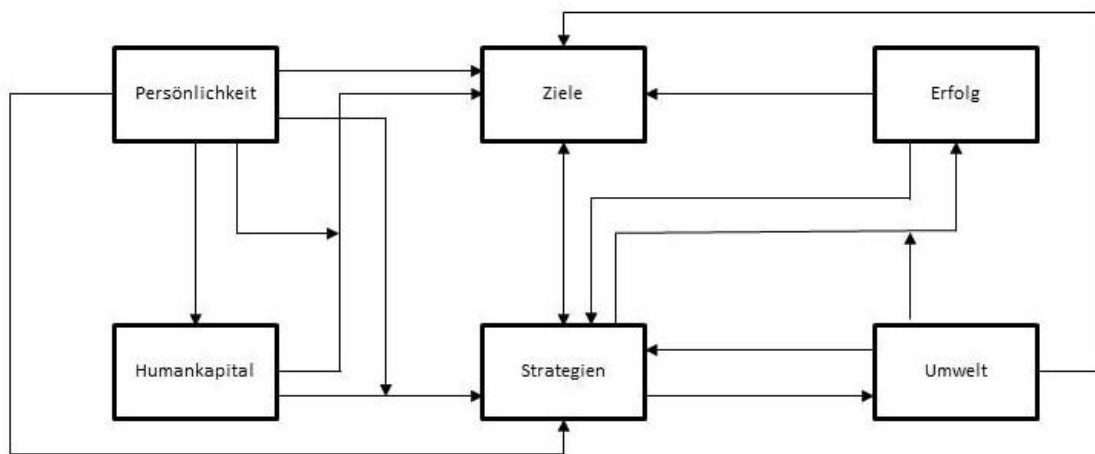 Persönlichkeit
Ziele
Erfolg
Humankapital
Strategien
Umwelt